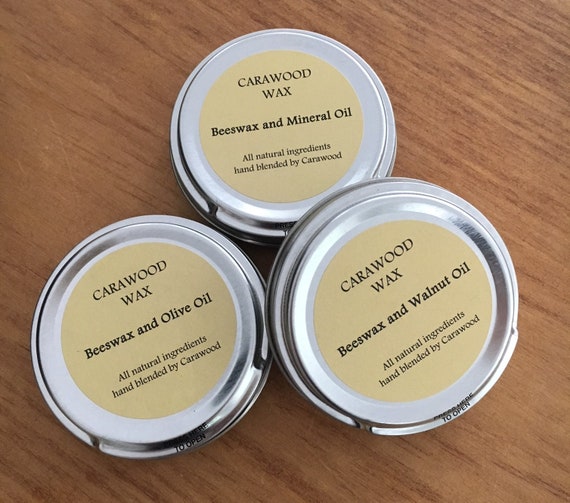 CARAWOOD
WAX
Beeswax and Mineral Oil
All natural ingredients
hand blended by Carawood
CARAWOOD
WAX
Beeswax and Olive Oil
All natural ingredients
hand blended by Carawood
TO OPEN
CARAWOOD
WAX
Beeswax and Walnut Oil
All natural ingredients
hand blended by Carawood
PRESS HERE
TO OPEN